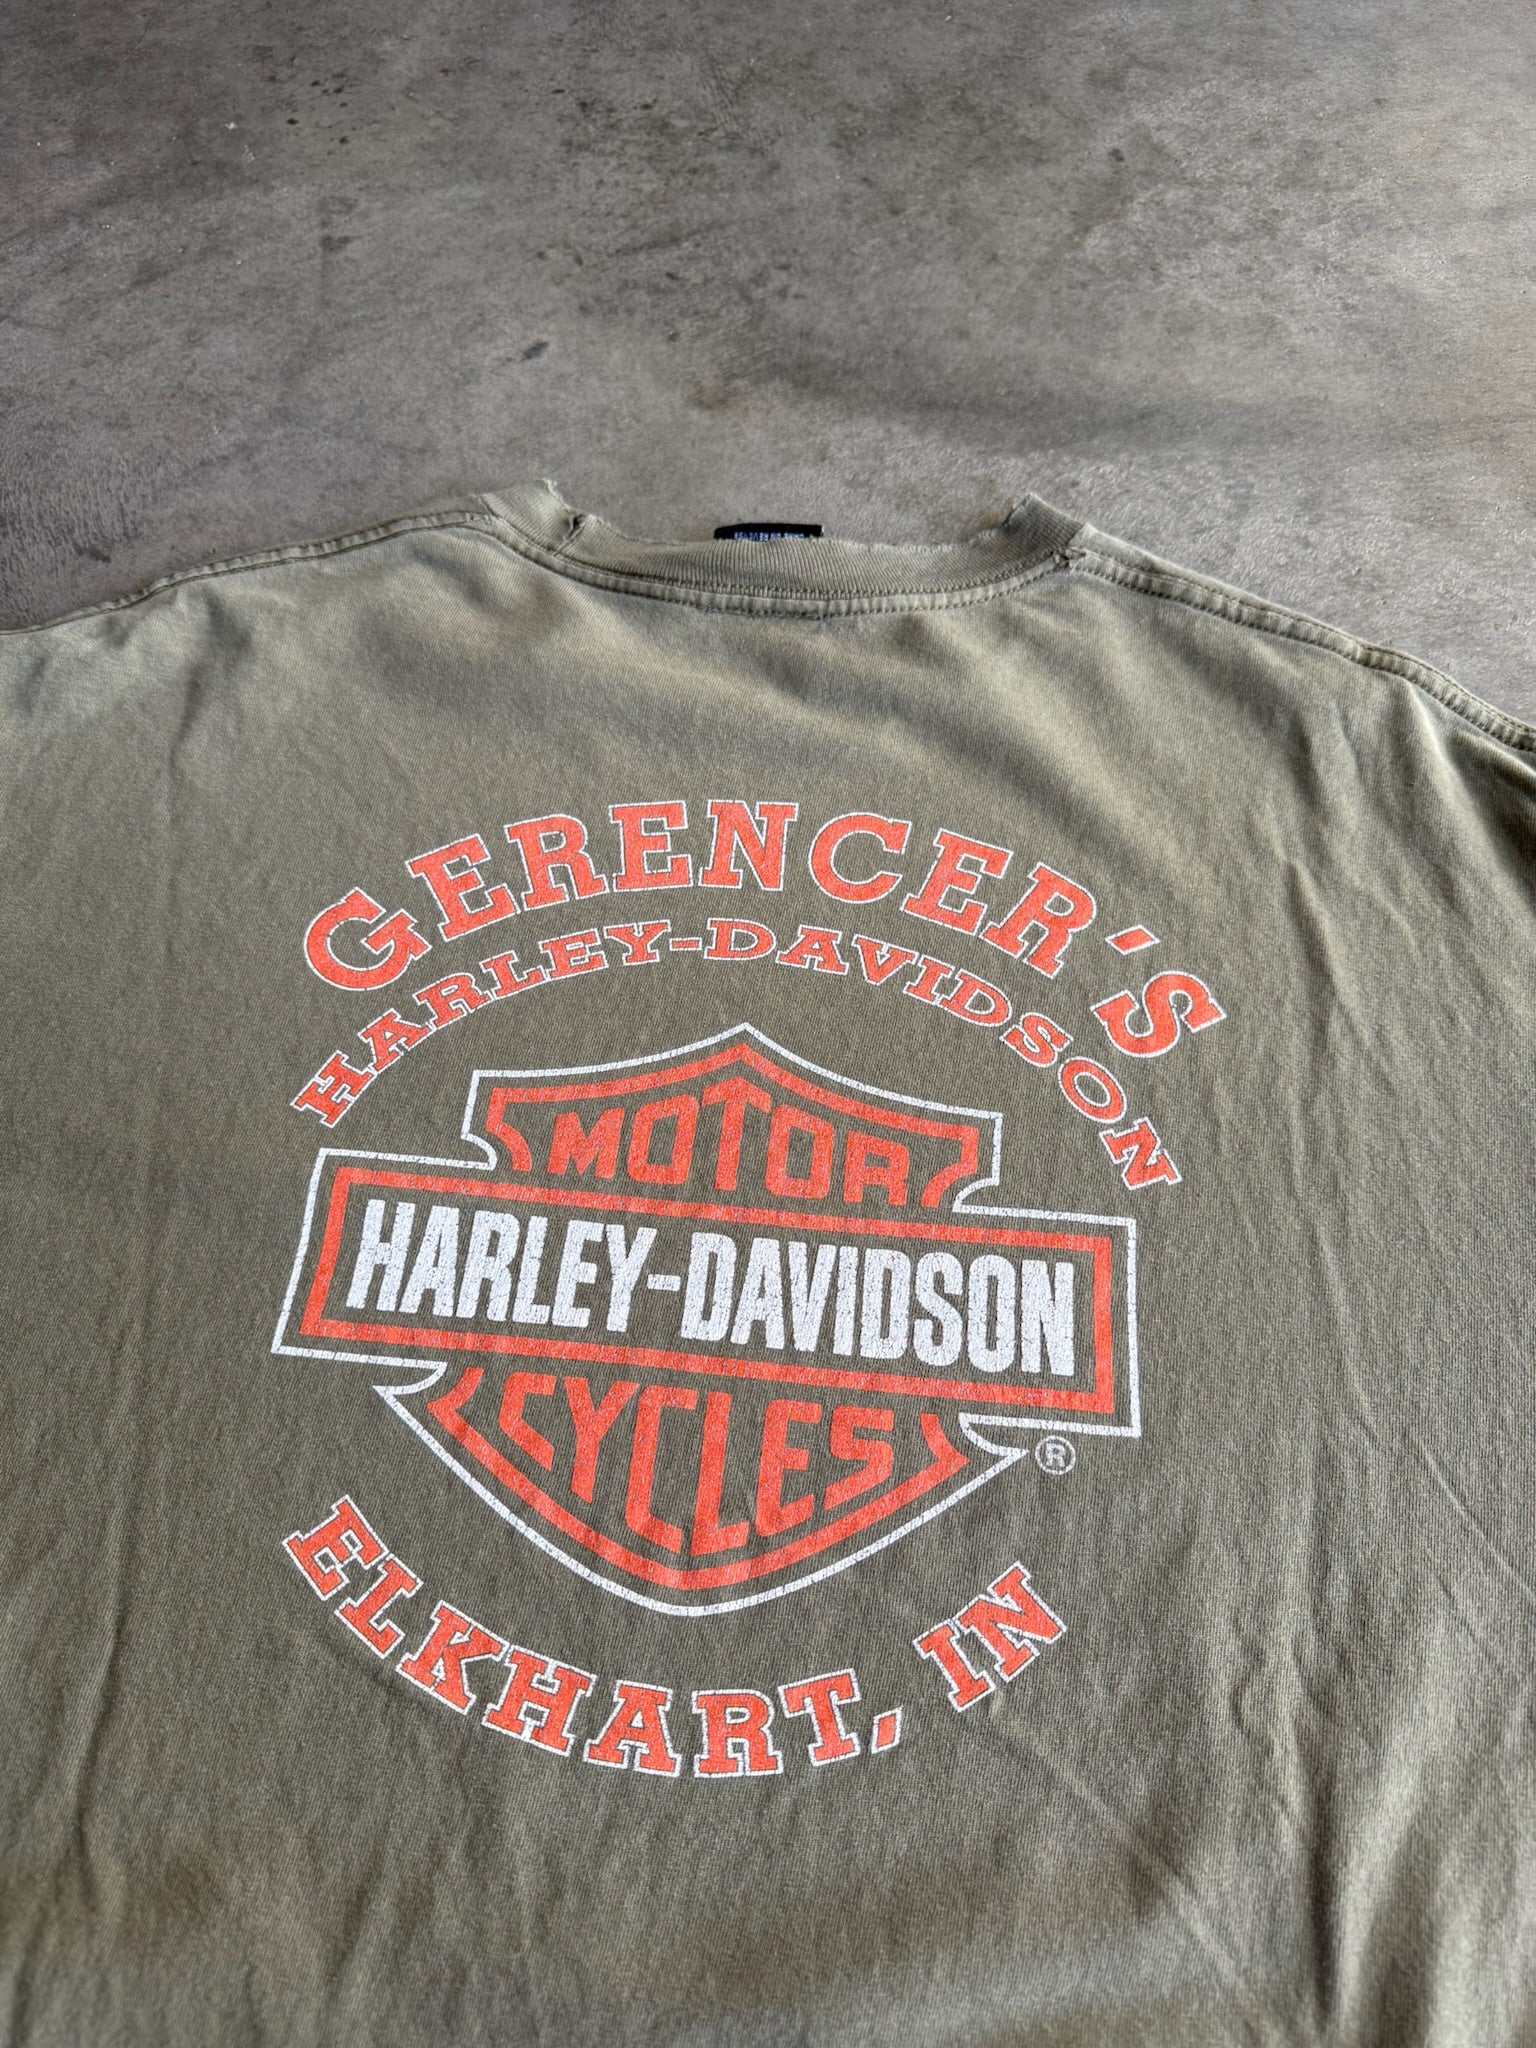 GERENCER'S
HARLEY-DAVIDSON
MOTOR
HARLEY-DAVIDSON
CYCLES
®
ELKHART, IN